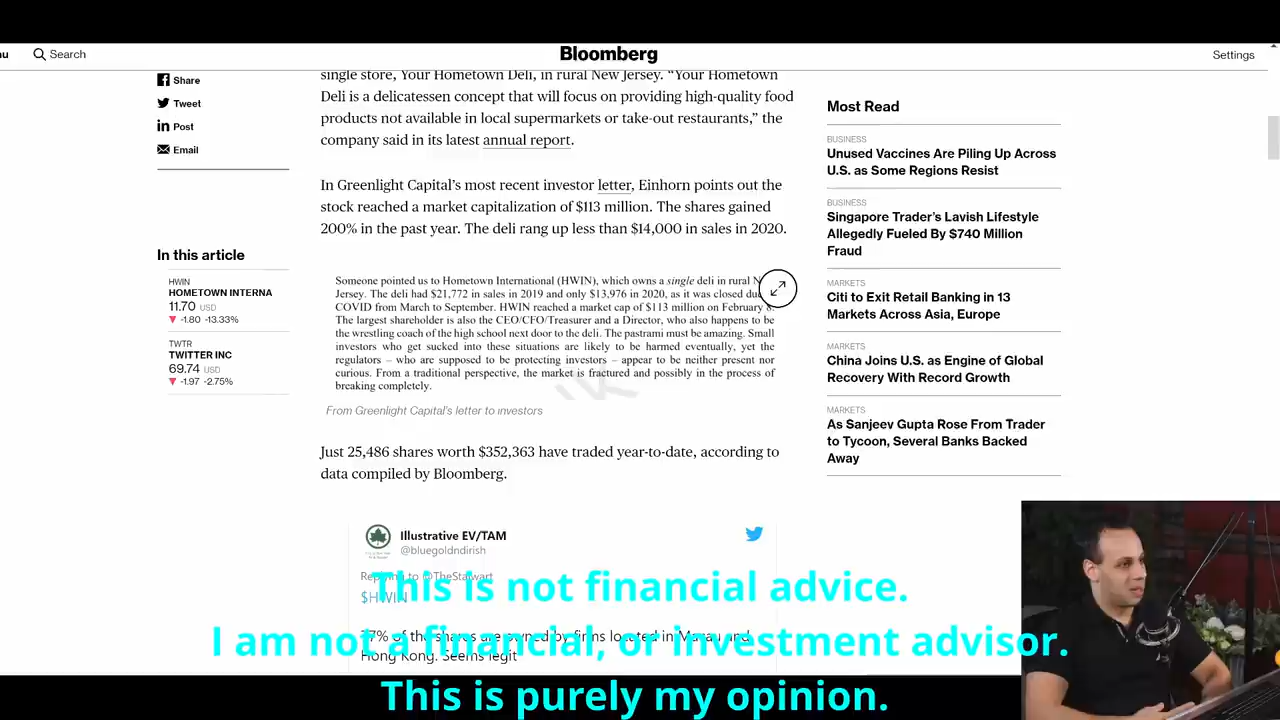 nu
Search
Bloomberg
Settings
Share
Tweet
Post
Email
In this article
HWIN
HOMETOWN INTERNA
11.70 USD
-1.80 -13.33%
TWTR
TWITTER INC
69.74 USD
-1.97 -2.75%
single store, Your Hometown Deli, in rural New Jersey. “Your Hometown
Deli is a delicatessen concept that will focus on providing high-quality food
products not available in local supermarkets or take-out restaurants,” the
company said in its latest annual report.
In Greenlight Capital’s most recent investor letter, Einhorn points out the
stock reached a market capitalization of $113 million. The shares gained
200% in the past year. The deli rang up less than $14,000 in sales in 2020.
Someone pointed us to Hometown International (HWIN), which owns a single deli in rural N
Jersey. The deli had $21,772 in sales in 2019 and only $13,976 in 2020, as it was closed du
COVID from March to September. HWIN reached a market cap of $113 million on February 8.
The largest shareholder is also the CEO/CFO/Treasurer and a Director, who also happens to be
the wrestling coach of the high school next door to the deli. The pastrami must be amazing. Small
investors who get sucked into these situations are likely to be harmed eventually, yet the
regulators – who are supposed to be protecting investors – appear to be neither present nor
curious. From a traditional perspective, the market is fractured and possibly in the process of
breaking completely.
From Greenlight Capital’s letter to investors
Just 25,486 shares worth $352,363 have traded year-to-date, according to
data compiled by Bloomberg.
Illustrative EV/TAM
@bluegoldndirish
Replying to @TheStalwart
$HWIN
77% of the shares are owned by firms located in Macau and
Hong Kong. Seems legit
Most Read
BUSINESS
Unused Vaccines Are Piling Up Across
U.S. as Some Regions Resist
BUSINESS
Singapore Trader’s Lavish Lifestyle
Allegedly Fueled By $740 Million
Fraud
MARKETS
Citi to Exit Retail Banking in 13
Markets Across Asia, Europe
MARKETS
China Joins U.S. as Engine of Global
Recovery With Record Growth
MARKETS
As Sanjeev Gupta Rose From Trader
to Tycoon, Several Banks Backed
Away
This is not financial advice.
I am not a financial, or investment advisor.
This is purely my opinion.